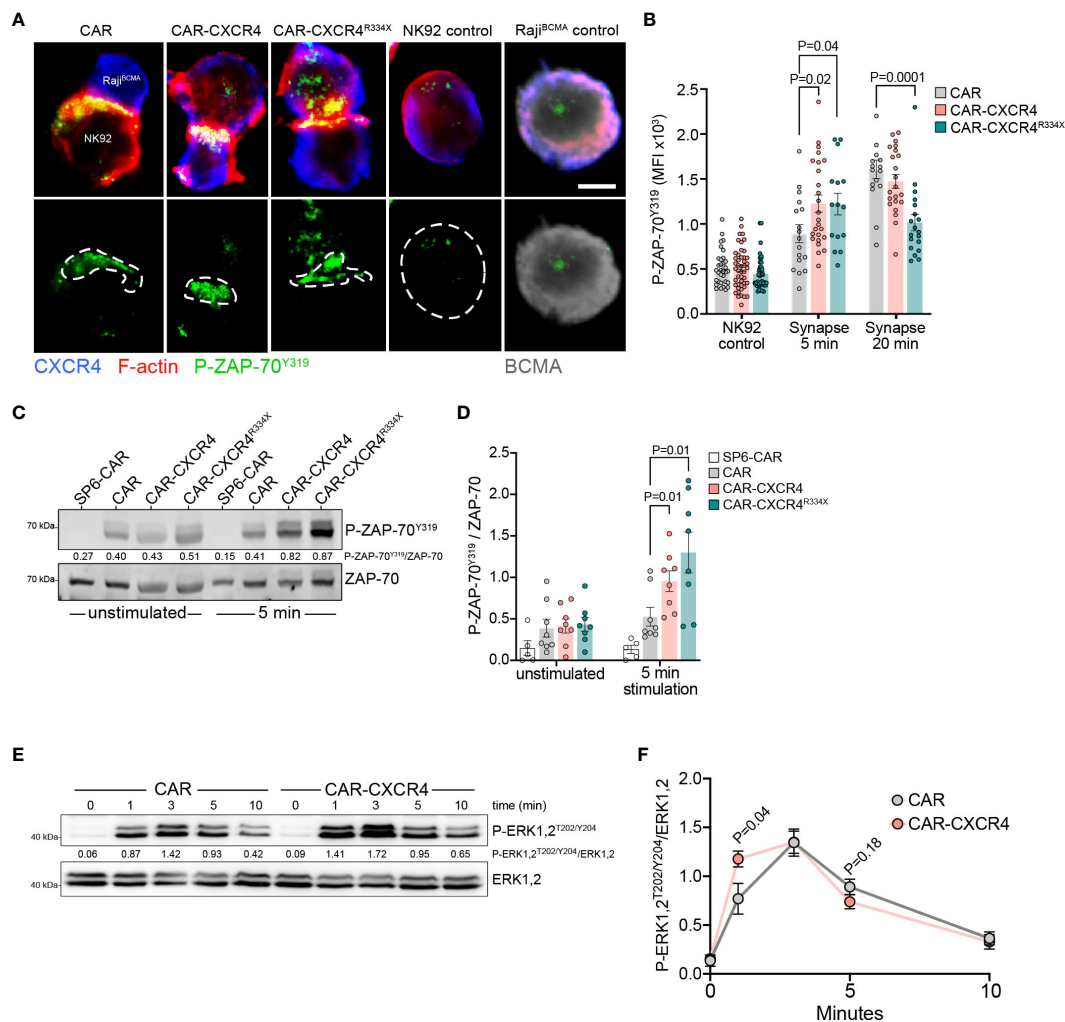 A
CAR
CAR-CXCR4
CAR-CXCR4R334X
NK92 control
RajiBCMA control
RajiBCMA
NK92
CXCR4 F-actin P-ZAP-70Y319 BCMA
B
P=0.04
P=0.02
P=0.0001
CAR
CAR-CXCR4
CAR-CXCR4R334X
P-ZAP-70Y319 (MFI x10³)
2.5
2.0
1.5
1.0
0.5
0.0
NK92 control
Synapse 5 min
Synapse 20 min
C
SP6-CAR
CAR
CAR-CXCR4
CAR-CXCR4R334X
SP6-CAR
CAR
CAR-CXCR4
CAR-CXCR4R334X
70 kDa
P-ZAP-70Y319
0.27 0.40 0.43 0.51 0.15 0.41 0.82 0.87 P-ZAP-70Y319/ZAP-70
70 kDa
ZAP-70
unstimulated
5 min
D
P=0.01
P=0.01
SP6-CAR
CAR
CAR-CXCR4
CAR-CXCR4R334X
P-ZAP-70Y319 / ZAP-70
2.5
2.0
1.5
1.0
0.5
0.0
unstimulated
5 min stimulation
E
CAR
CAR-CXCR4
0 1 3 5 10 0 1 3 5 10 time (min)
40 kDa
P-ERK1,2T202/Y204
0.06 0.87 1.42 0.93 0.42 0.09 1.41 1.72 0.95 0.65 P-ERK1,2T202/Y204/ERK1,2
40 kDa
ERK1,2
F
CAR
CAR-CXCR4
P=0.04
P=0.18
P-ERK1,2T202/Y204/ERK1,2
2.0
1.5
1.0
0.5
0.0
0 5 10
Minutes